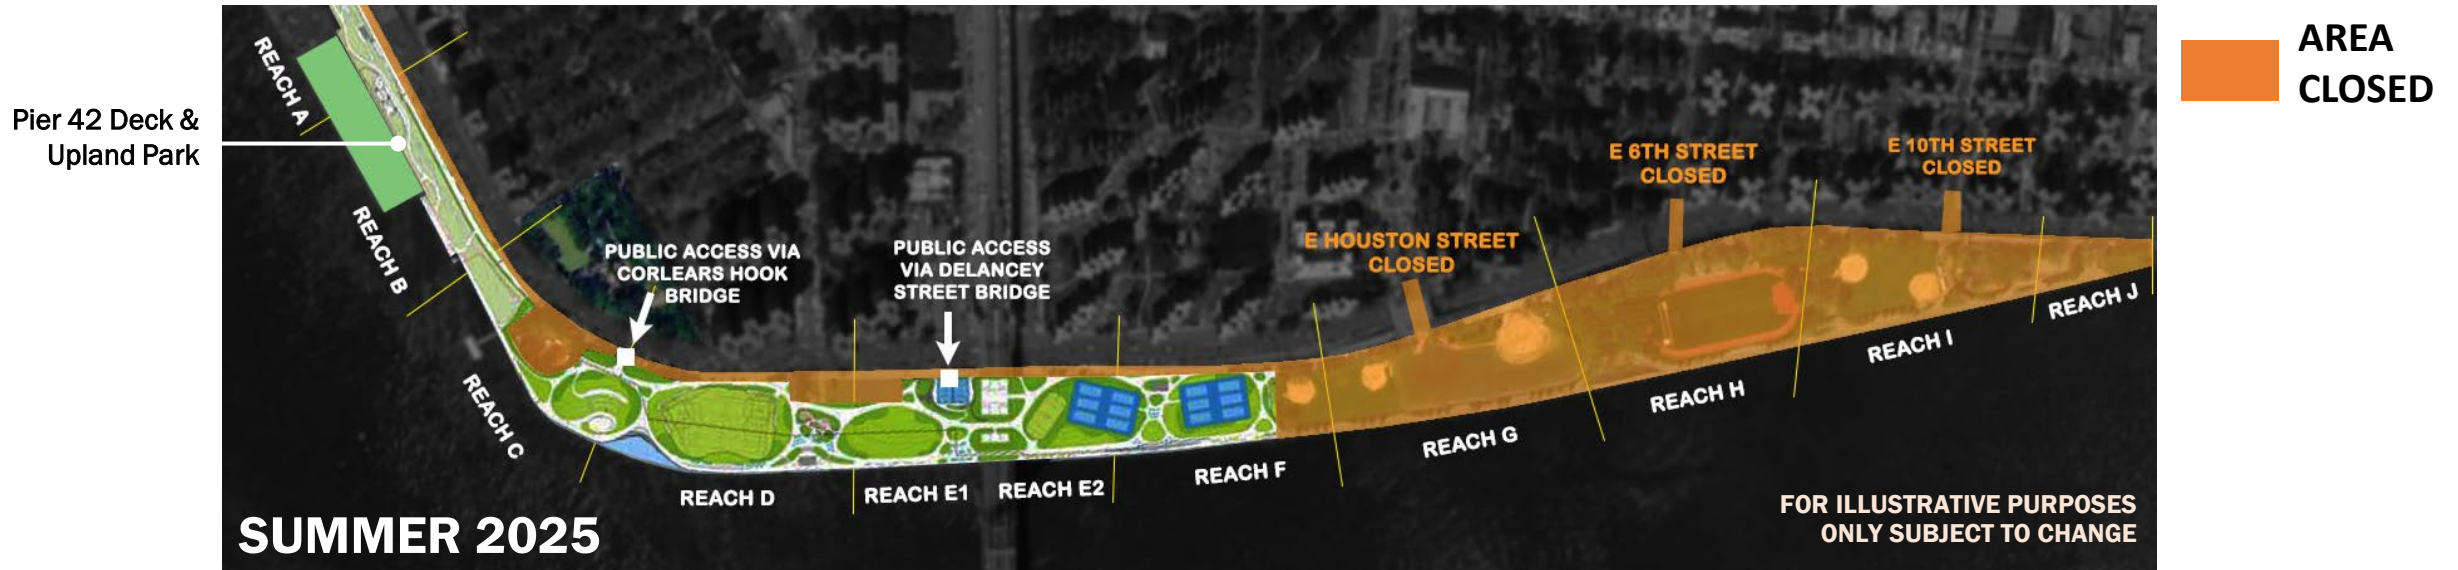 REACH A
Pier 42 Deck &
Upland Park
REACH B
REACH C
PUBLIC ACCESS VIA
CORLEARS HOOK
BRIDGE
PUBLIC ACCESS
VIA DELANCEY
STREET BRIDGE
E HOUSTON STREET
CLOSED
E 6TH STREET
CLOSED
E 10TH STREET
CLOSED
AREA
CLOSED
REACH D
REACH E1
REACH E2
REACH F
REACH G
REACH H
REACH I
REACH J
SUMMER 2025
FOR ILLUSTRATIVE PURPOSES
ONLY SUBJECT TO CHANGE